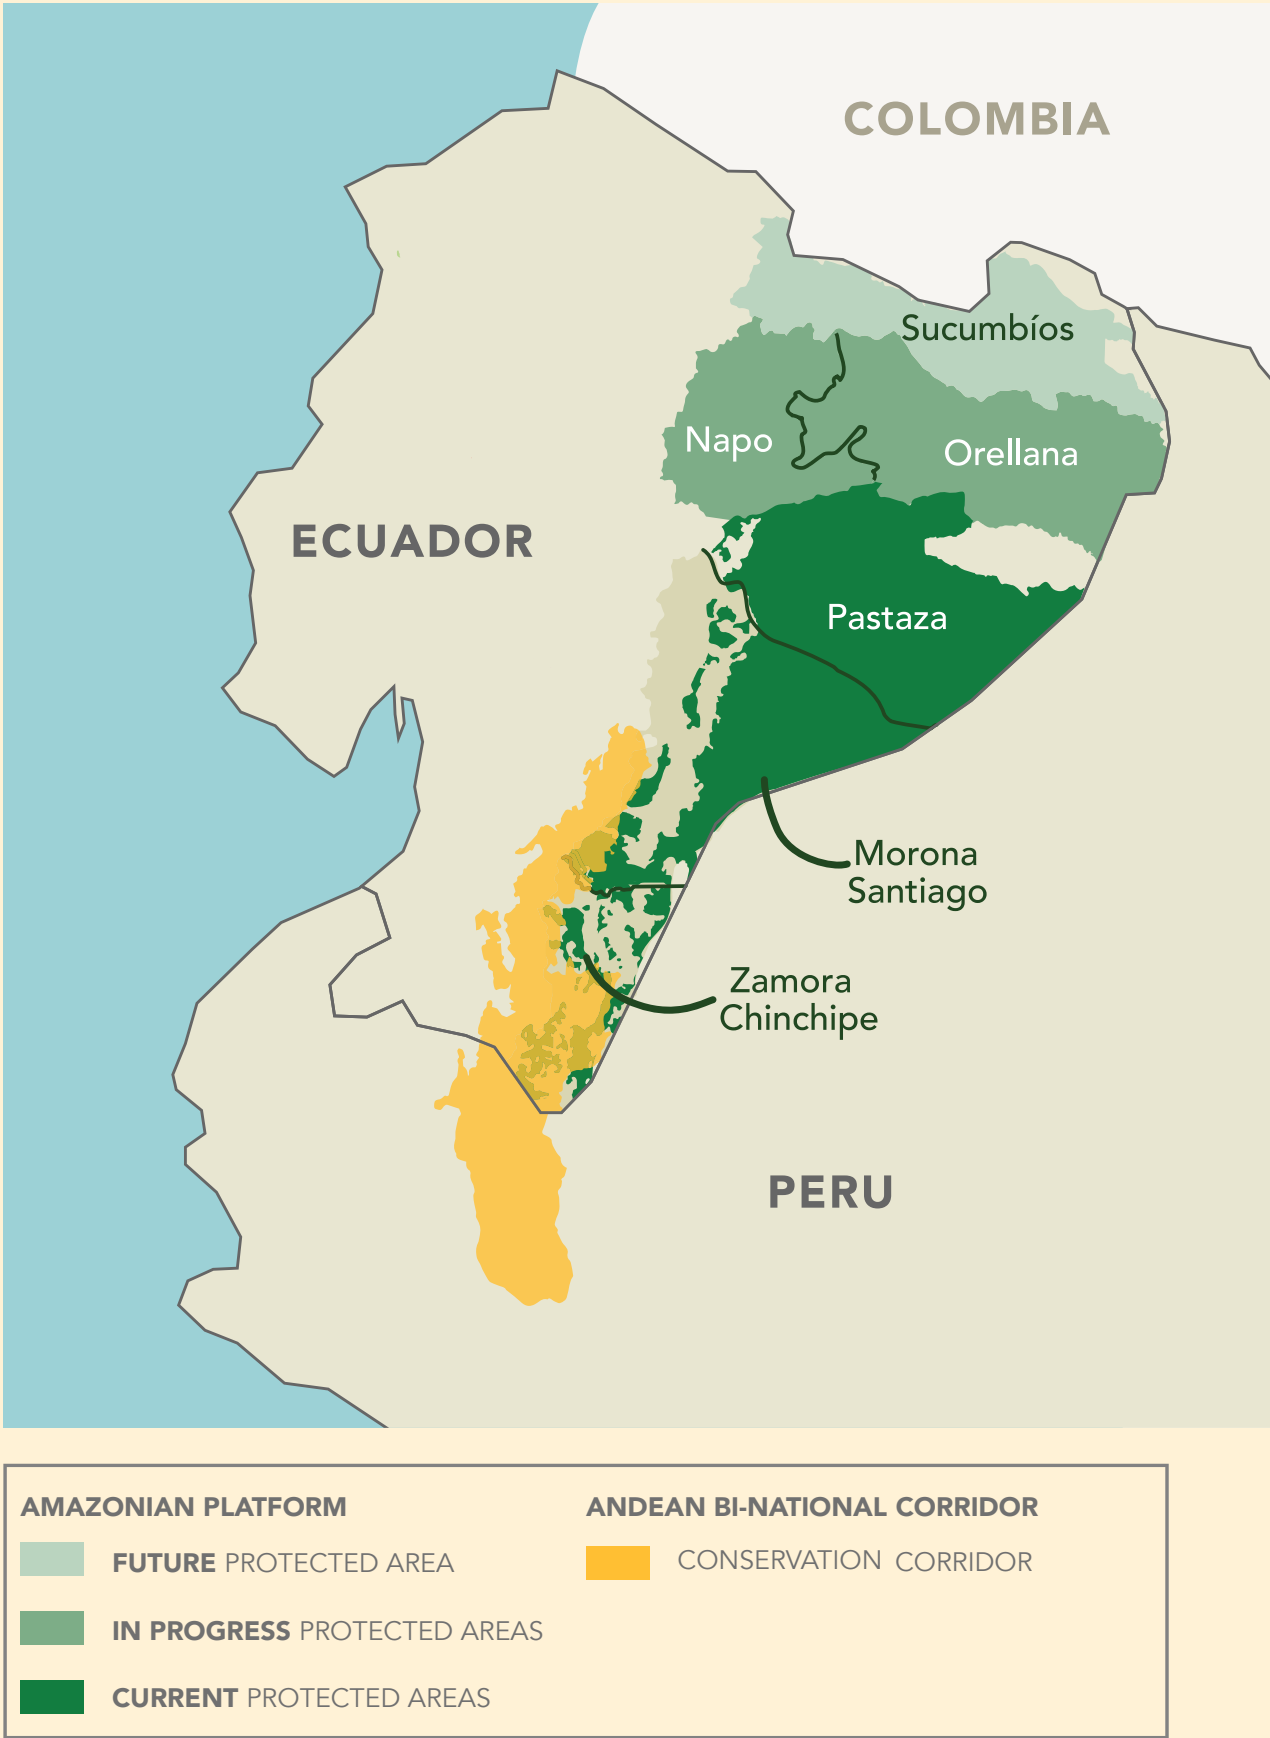 COLOMBIA
Sucumbíos
Napo
Orellana
ECUADOR
Pastaza
Morona
Santiago
Zamora
Chinchipe
PERU
AMAZONIAN PLATFORM
FUTURE PROTECTED AREA
IN PROGRESS PROTECTED AREAS
CURRENT PROTECTED AREAS
ANDEAN BI-NATIONAL CORRIDOR
CONSERVATION CORRIDOR